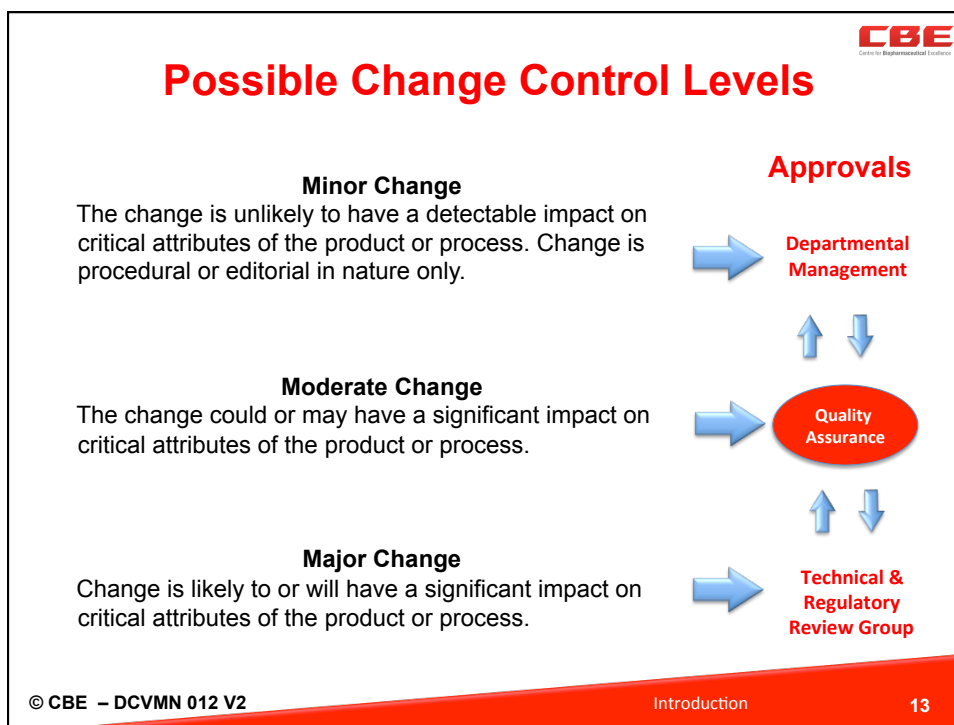 CBE
Centre for Biopharmaceutical Excellence
Possible Change Control Levels
Approvals
Minor Change
The change is unlikely to have a detectable impact on
critical attributes of the product or process. Change is
procedural or editorial in nature only.
Departmental
Management
Moderate Change
The change could or may have a significant impact on
critical attributes of the product or process.
Quality
Assurance
Major Change
Change is likely to or will have a significant impact on
critical attributes of the product or process.
Technical &
Regulatory
Review Group
© CBE – DCVMN 012 V2
Introduction
13